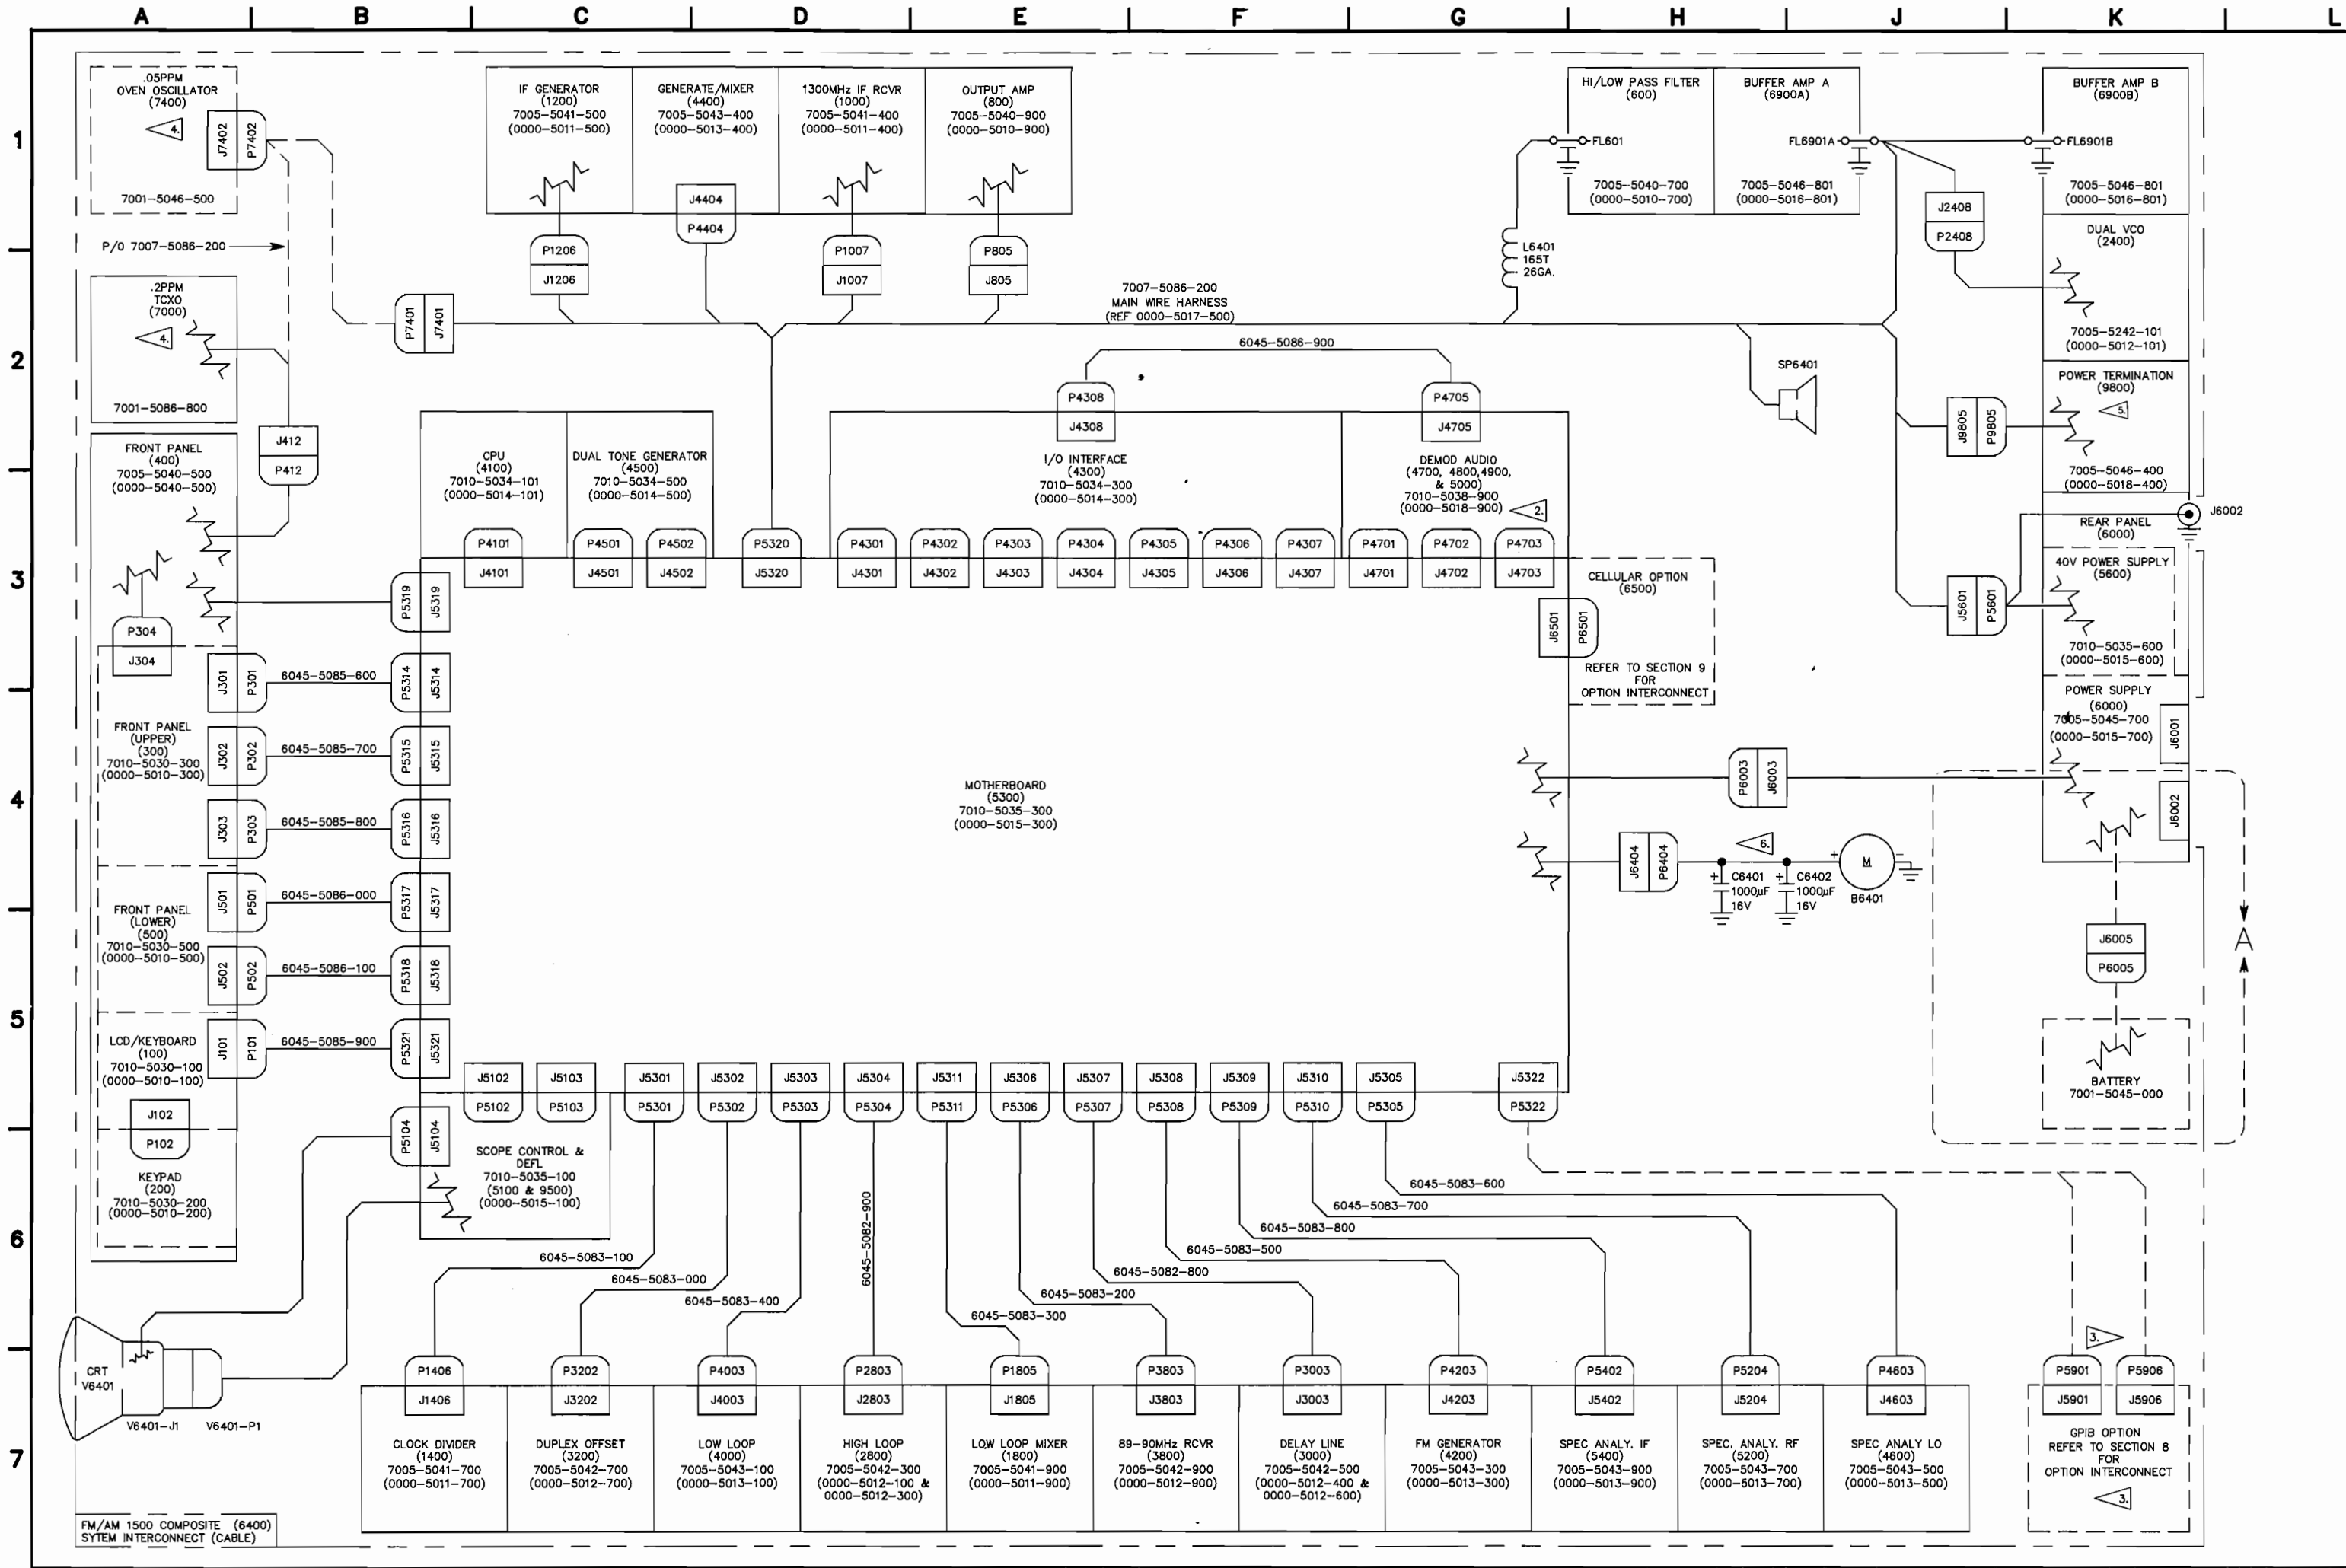 A B C D E F G H J K L
1
2
3
4
5
6
7
.05PPM
OVEN OSCILLATOR
(7400)
4.
J7402
P7402
7001-5046-500
P/O 7007-5086-200
.2PPM
TCXO
(7000)
4.
7001-5086-800
P7401
J7401
IF GENERATOR
(1200)
7005-5041-500
(0000-5011-500)
P1206
J1206
GENERATE/MIXER
(4400)
7005-5043-400
(0000-5013-400)
J4404
P4404
1300MHz IF RCVR
(1000)
7005-5041-400
(0000-5011-400)
P1007
J1007
OUTPUT AMP
(800)
7005-5040-900
(0000-5010-900)
P805
J805
7007-5086-200
MAIN WIRE HARNESS
(REF 0000-5017-500)
L6401
165T
26GA.
HI/LOW PASS FILTER
(600)
FL601
7005-5040-700
(0000-5010-700)
BUFFER AMP A
(6900A)
FL6901A
7005-5046-801
(0000-5016-801)
J2408
P2408
BUFFER AMP B
(6900B)
FL6901B
7005-5046-801
(0000-5016-801)
DUAL VCO
(2400)
7005-5242-101
(0000-5012-101)
POWER TERMINATION
(9800)
5.
7005-5046-400
(0000-5018-400)
J9805
P9805
SP6401
REAR PANEL
(6000)
J6002
40V POWER SUPPLY
(5600)
7010-5035-600
(0000-5015-600)
J5601
P5601
POWER SUPPLY
(6000)
7005-5045-700
(0000-5015-700)
J6001
J6002
P6003
J6003
J6404
P6404
6.
+ C6401
1000µF
16V
+ C6402
1000µF
16V
+ M -
B6401
J6005
P6005
BATTERY
7001-5045-000
A
FRONT PANEL
(400)
7005-5040-500
(0000-5040-500)
J412
P412
P304
J304
FRONT PANEL
(UPPER)
(300)
7010-5030-300
(0000-5010-300)
J301
P301
6045-5085-600
P5314
J5314
J302
P302
6045-5085-700
P5315
J5315
J303
P303
6045-5085-800
P5316
J5316
P5319
J5319
FRONT PANEL
(LOWER)
(500)
7010-5030-500
(0000-5010-500)
J501
P501
6045-5086-000
P5317
J5317
J502
P502
6045-5086-100
P5318
J5318
LCD/KEYBOARD
(100)
7010-5030-100
(0000-5010-100)
J101
P101
6045-5085-900
P5321
J5321
J102
P102
KEYPAD
(200)
7010-5030-200
(0000-5010-200)
CPU
(4100)
7010-5034-101
(0000-5014-101)
DUAL TONE GENERATOR
(4500)
7010-5034-500
(0000-5014-500)
6045-5086-900
P4308
J4308
P4705
J4705
I/O INTERFACE
(4300)
7010-5034-300
(0000-5014-300)
DEMOD AUDIO
(4700, 4800,4900,
& 5000)
7010-5038-900
(0000-5018-900)
2.
P4101 P4501 P4502 P5320 P4301 P4302 P4303 P4304 P4305 P4306 P4307 P4701 P4702 P4703
J4101 J4501 J4502 J5320 J4301 J4302 J4303 J4304 J4305 J4306 J4307 J4701 J4702 J4703
CELLULAR OPTION
(6500)
J6501
P6501
REFER TO SECTION 9
FOR
OPTION INTERCONNECT
MOTHERBOARD
(5300)
7010-5035-300
(0000-5015-300)
J5102 J5103 J5301 J5302 J5303 J5304 J5311 J5306 J5307 J5308 J5309 J5310 J5305 J5322
P5102 P5103 P5301 P5302 P5303 P5304 P5311 P5306 P5307 P5308 P5309 P5310 P5305 P5322
P5104
J5104
SCOPE CONTROL &
DEFL
7010-5035-100
(5100 & 9500)
(0000-5015-100)
6045-5083-100
6045-5083-000
6045-5083-400
6045-5082-900
6045-5083-300
6045-5083-200
6045-5082-800
6045-5083-500
6045-5083-800
6045-5083-700
6045-5083-600
CRT
V6401
V6401-J1
V6401-P1
P1406 P3202 P4003 P2803 P1805 P3803 P3003 P4203 P5402 P5204 P4603 P5901 P5906
J1406 J3202 J4003 J2803 J1805 J3803 J3003 J4203 J5402 J5204 J4603 J5901 J5906
3.
CLOCK DIVIDER
(1400)
7005-5041-700
(0000-5011-700)
DUPLEX OFFSET
(3200)
7005-5042-700
(0000-5012-700)
LOW LOOP
(4000)
7005-5043-100
(0000-5013-100)
HIGH LOOP
(2800)
7005-5042-300
(0000-5012-100 &
0000-5012-300)
LOW LOOP MIXER
(1800)
7005-5041-900
(0000-5011-900)
89-90MHz RCVR
(3800)
7005-5042-900
(0000-5012-900)
DELAY LINE
(3000)
7005-5042-500
(0000-5012-400 &
0000-5012-600)
FM GENERATOR
(4200)
7005-5043-300
(0000-5013-300)
SPEC ANALY. IF
(5400)
7005-5043-900
(0000-5013-900)
SPEC. ANALY. RF
(5200)
7005-5043-700
(0000-5013-700)
SPEC ANALY LO
(4600)
7005-5043-500
(0000-5013-500)
GPIB OPTION
REFER TO SECTION 8
FOR
OPTION INTERCONNECT
3.
FM/AM 1500 COMPOSITE (6400)
SYTEM INTERCONNECT (CABLE)